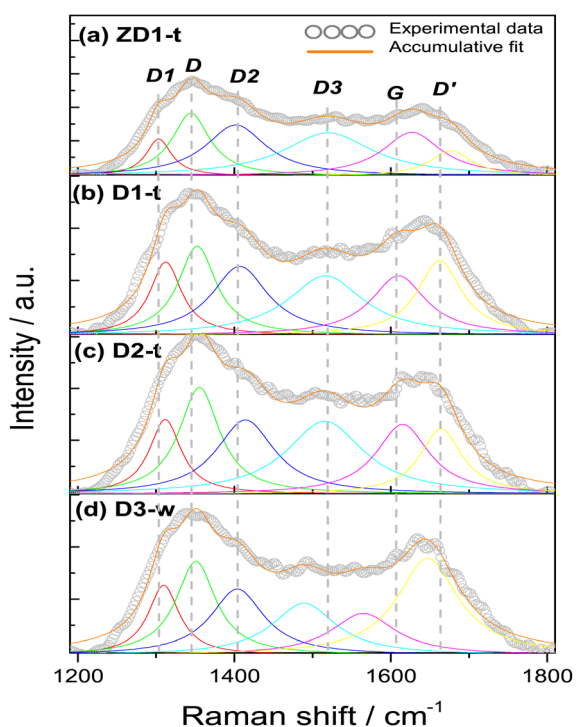 (a) ZD1-t
Experimental data
Accumulative fit
D1 D D2 D3 G D'
(b) D1-t
(c) D2-t
(d) D3-w
Intensity / a.u.
1200 1400 1600 1800
Raman shift / cm⁻¹